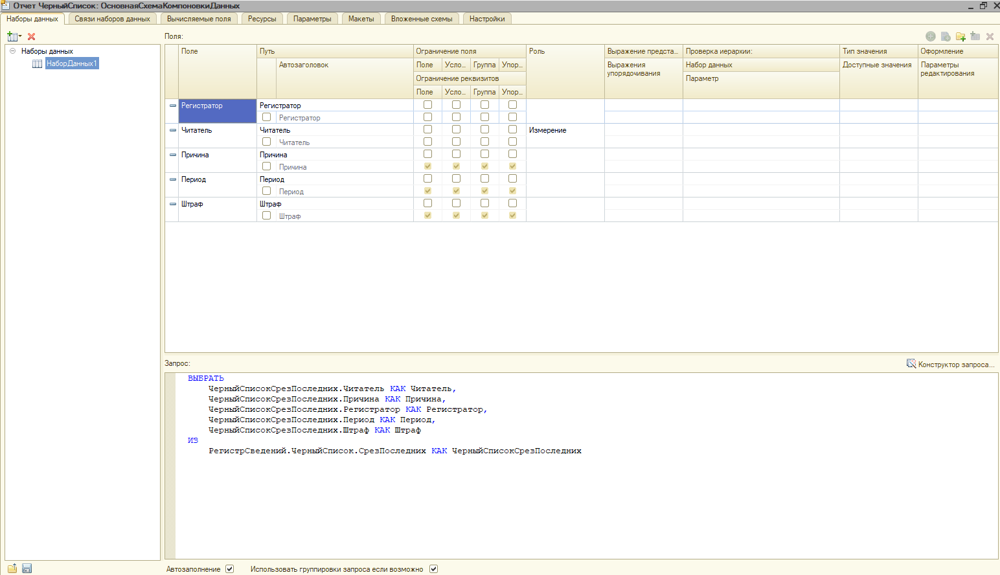 Отчет ЧерныйСписок: ОсновнаяСхемаКомпоновкиДанных
Наборы данных
Связи наборов данных
Вычисляемые поля
Ресурсы
Параметры
Макеты
Вложенные схемы
Настройки
Поля:
Наборы данных
НаборДанных1
Поле
Путь
Ограничение поля
Роль
Выражение предста...
Проверка иерархии:
Тип значения
Оформление
Автозаголовок
Поле
Усло...
Группа
Упор...
Выражения упорядочивания
Набор данных
Доступные значения
Параметры редактирования
Ограничение реквизитов
Параметр
Поле
Усло...
Группа
Упор...
Регистратор
Регистратор
Регистратор
Читатель
Читатель
Измерение
Читатель
Причина
Причина
Причина
Период
Период
Период
Штраф
Штраф
Штраф
Запрос:
Конструктор запроса...
ВЫБРАТЬ
ЧерныйСписокСрезПоследних.Читатель КАК Читатель,
ЧерныйСписокСрезПоследних.Причина КАК Причина,
ЧерныйСписокСрезПоследних.Регистратор КАК Регистратор,
ЧерныйСписокСрезПоследних.Период КАК Период,
ЧерныйСписокСрезПоследних.Штраф КАК Штраф
ИЗ
РегистрСведений.ЧерныйСписок.СрезПоследних КАК ЧерныйСписокСрезПоследних
Автозаполнение
Использовать группировки запроса если возможно